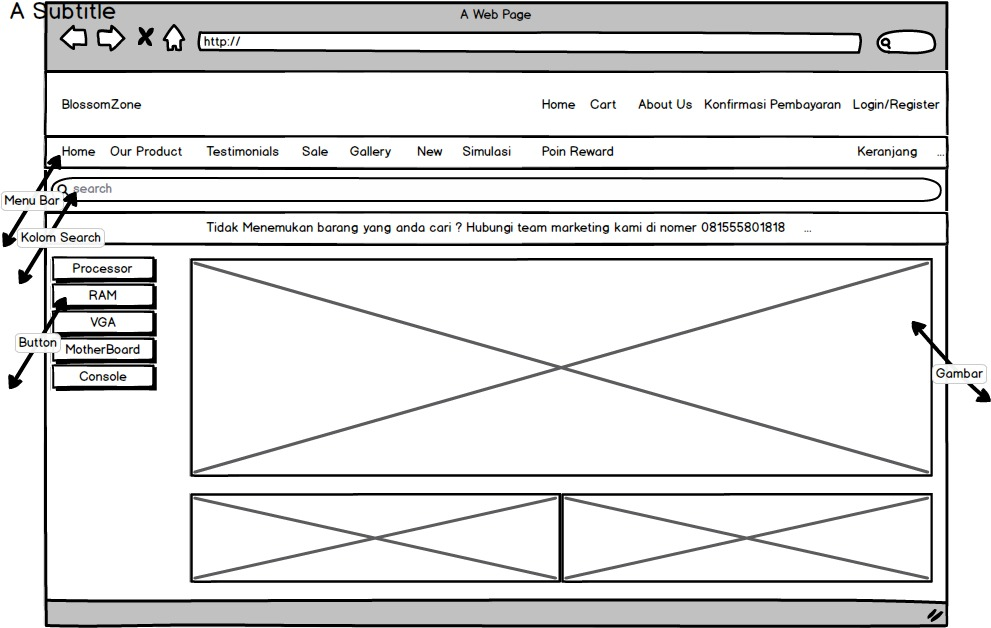 A Subtitle
A Web Page
http://
BlossomZone Home Cart About Us Konfirmasi Pembayaran Login/Register
Home Our Product Testimonials Sale Gallery New Simulasi Poin Reward Keranjang ...
search
Menu Bar
Tidak Menemukan barang yang anda cari ? Hubungi team marketing kami di nomer 081555801818 ...
Kolom Search
Processor
RAM
VGA
Button
MotherBoard
Console
Gambar